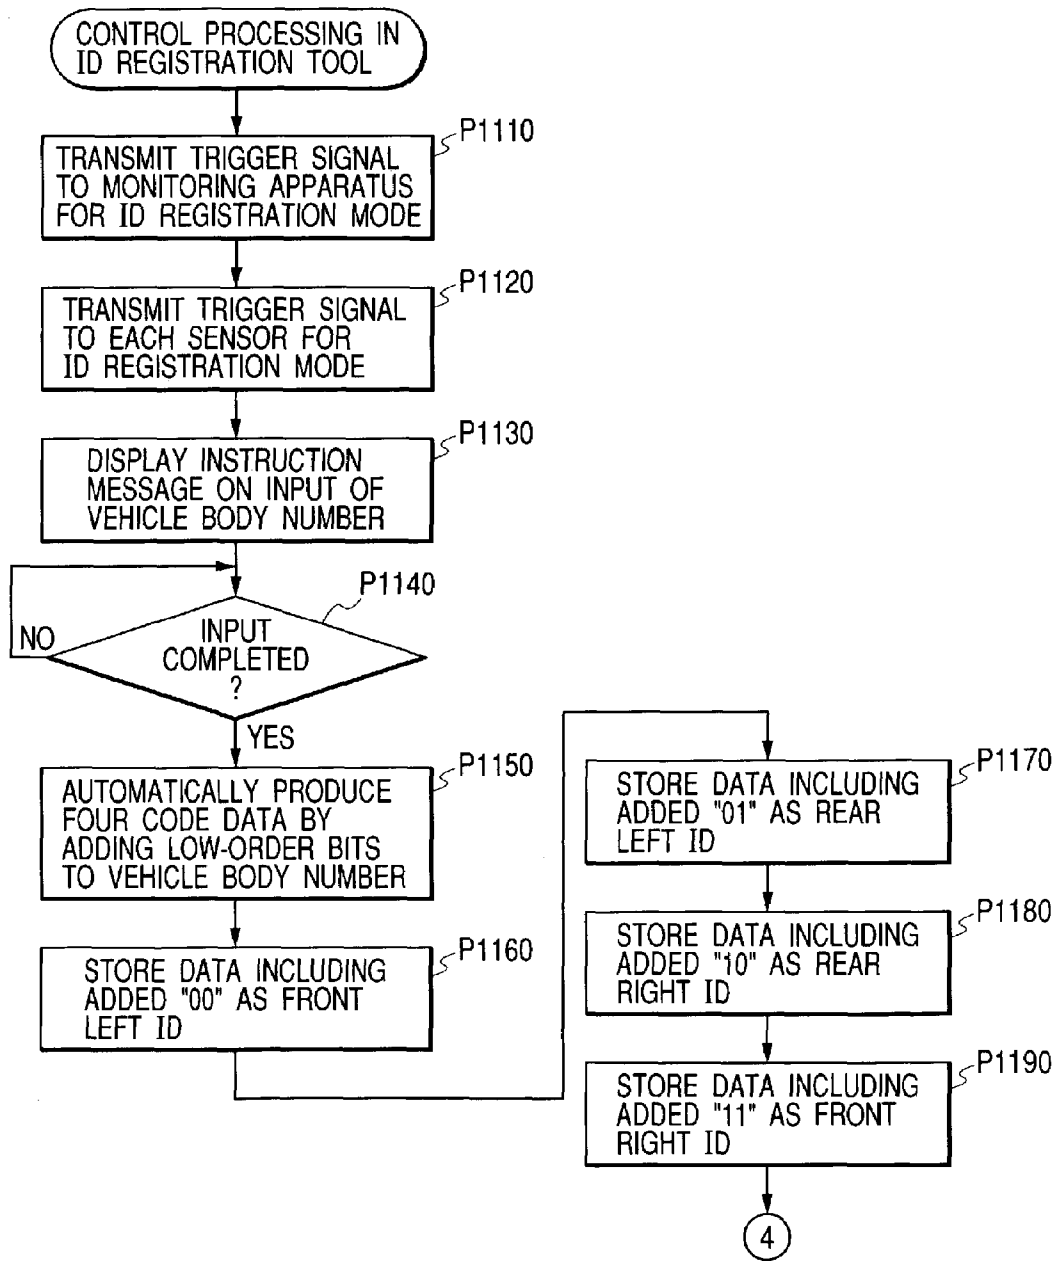 CONTROL PROCESSING IN
ID REGISTRATION TOOL
P1110
TRANSMIT TRIGGER SIGNAL
TO MONITORING APPARATUS
FOR ID REGISTRATION MODE
P1120
TRANSMIT TRIGGER SIGNAL
TO EACH SENSOR FOR
ID REGISTRATION MODE
P1130
DISPLAY INSTRUCTION
MESSAGE ON INPUT OF
VEHICLE BODY NUMBER
P1140
NO
INPUT
COMPLETED
?
YES
P1150
AUTOMATICALLY PRODUCE
FOUR CODE DATA BY
ADDING LOW-ORDER BITS
TO VEHICLE BODY NUMBER
P1160
STORE DATA INCLUDING
ADDED "00" AS FRONT
LEFT ID
P1170
STORE DATA INCLUDING
ADDED "01" AS REAR
LEFT ID
P1180
STORE DATA INCLUDING
ADDED "10" AS REAR
RIGHT ID
P1190
STORE DATA INCLUDING
ADDED "11" AS FRONT
RIGHT ID
4